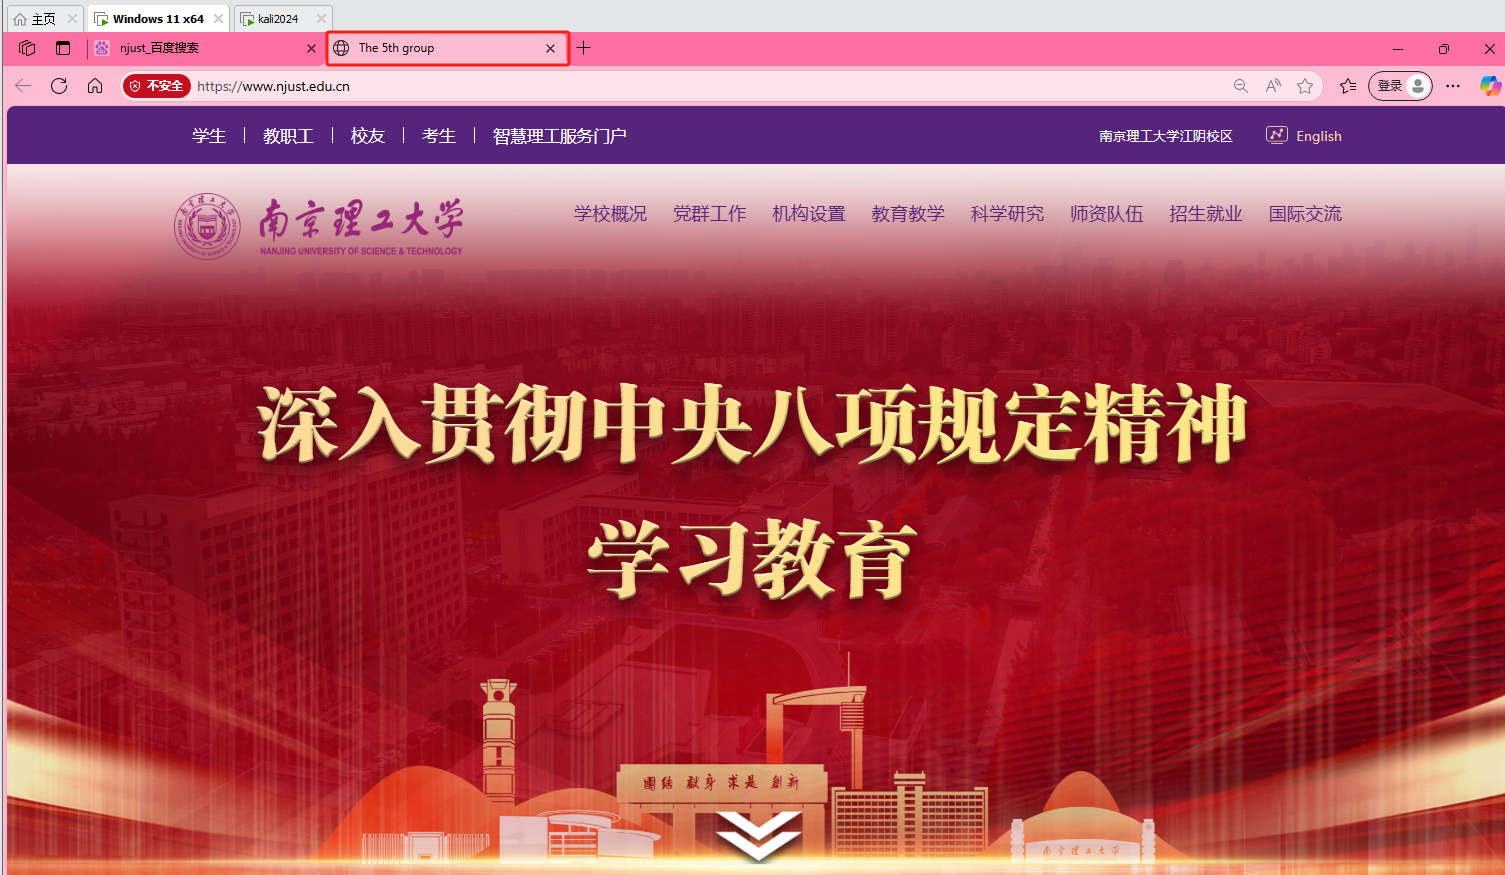 主页
Windows 11 x64
kali2024
njust_百度搜索
The 5th group
不安全
https://www.njust.edu.cn
登录
学生
教职工
校友
考生
智慧理工服务门户
南京理工大学江阴校区
English
南京理工大学
NANJING UNIVERSITY OF SCIENCE & TECHNOLOGY
学校概况
党群工作
机构设置
教育教学
科学研究
师资队伍
招生就业
国际交流
深入贯彻中央八项规定精神
学习教育
團结 献身 求是 創新
南京理工大学